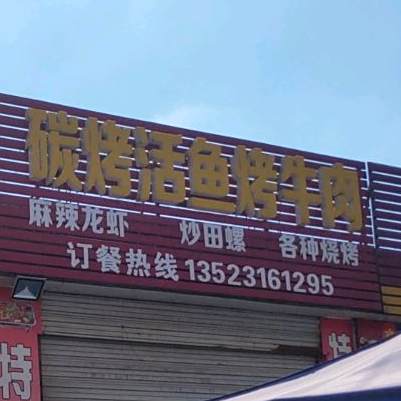 碳烤活鱼烤牛肉
麻辣龙虾 炒田螺 各种烧烤
订餐热线 13523161295
特
特